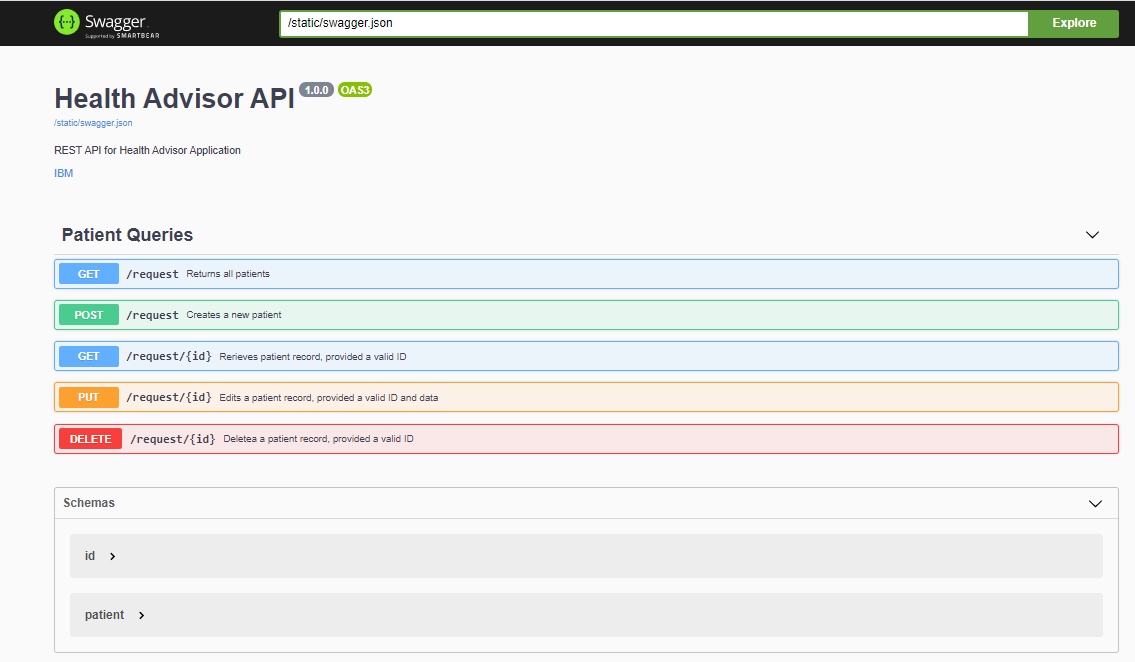 {···} Swagger.
Supported by SMARTBEAR
/static/swagger.json
Explore
Health Advisor API 1.0.0 OAS3
/static/swagger.json
REST API for Health Advisor Application
IBM
Patient Queries
GET /request Returns all patients
POST /request Creates a new patient
GET /request/{id} Rerieves patient record, provided a valid ID
PUT /request/{id} Edits a patient record, provided a valid ID and data
DELETE /request/{id} Deletea a patient record, provided a valid ID
Schemas
id
patient